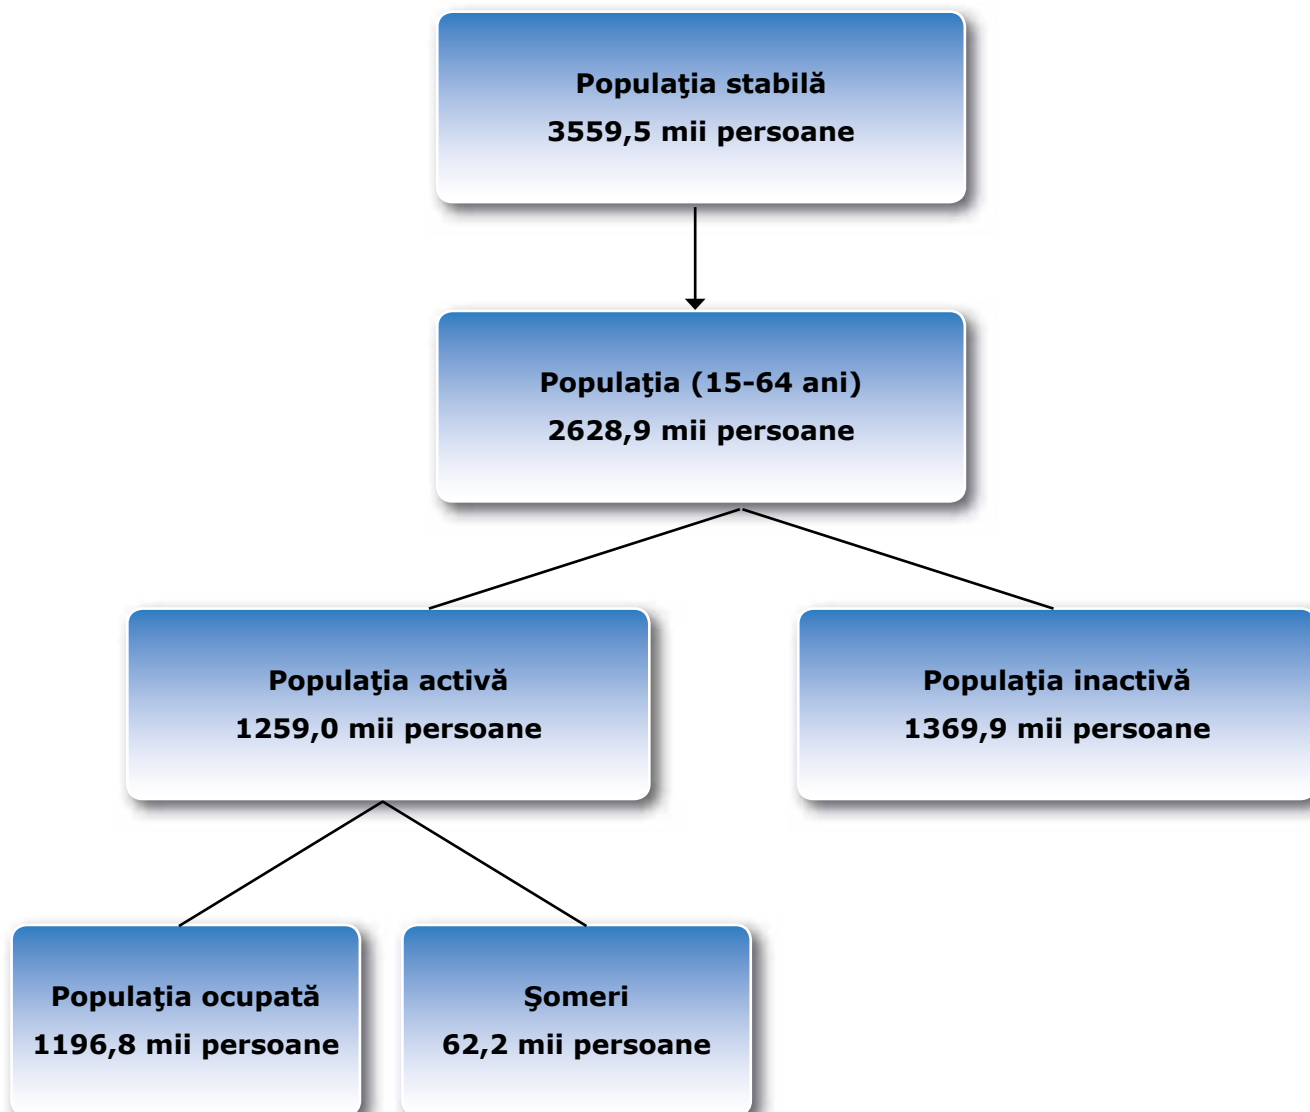 Populaţia stabilă
3559,5 mii persoane
Populaţia (15-64 ani)
2628,9 mii persoane
Populaţia activă
1259,0 mii persoane
Populaţia inactivă
1369,9 mii persoane
Populaţia ocupată
1196,8 mii persoane
Şomeri
62,2 mii persoane